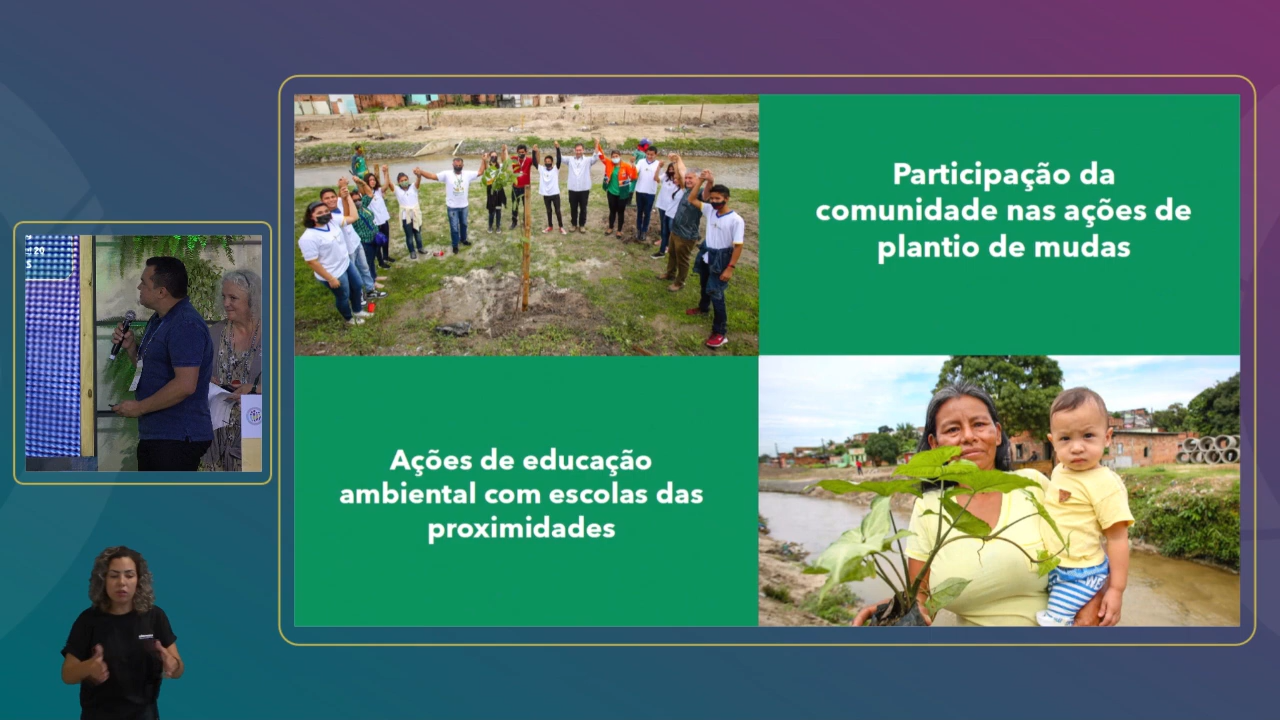 Participação da
comunidade nas ações de
plantio de mudas
Ações de educação
ambiental com escolas das
proximidades